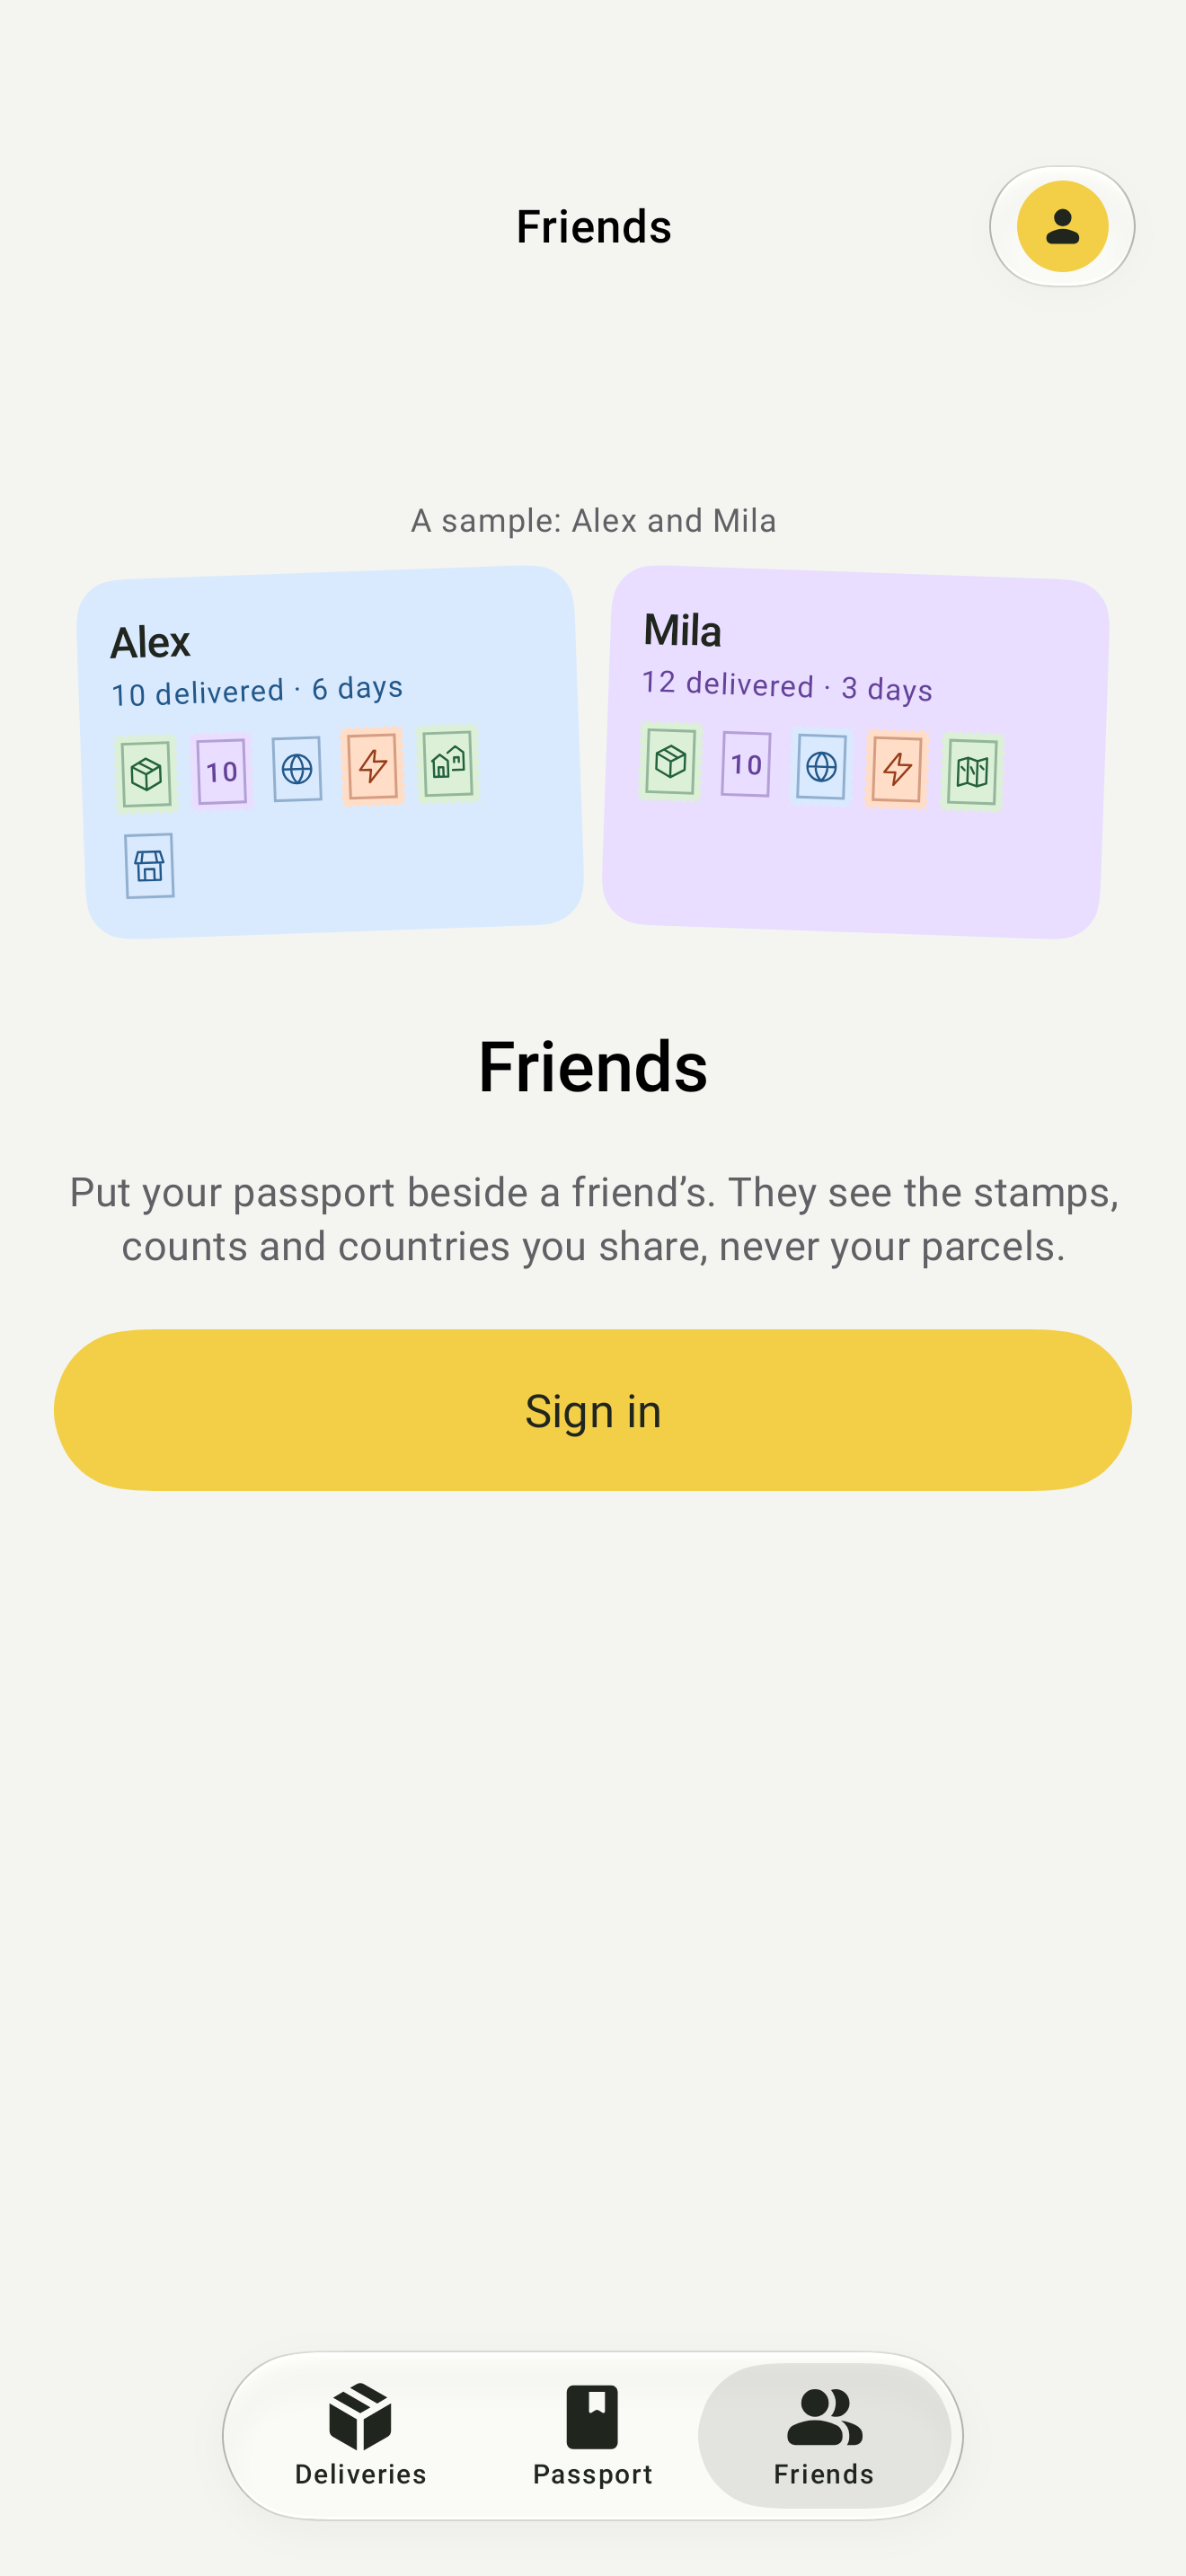 Friends
A sample: Alex and Mila
Alex
10 delivered · 6 days
10
Mila
12 delivered · 3 days
10
Friends
Put your passport beside a friend’s. They see the stamps,
counts and countries you share, never your parcels.
Sign in
Deliveries
Passport
Friends